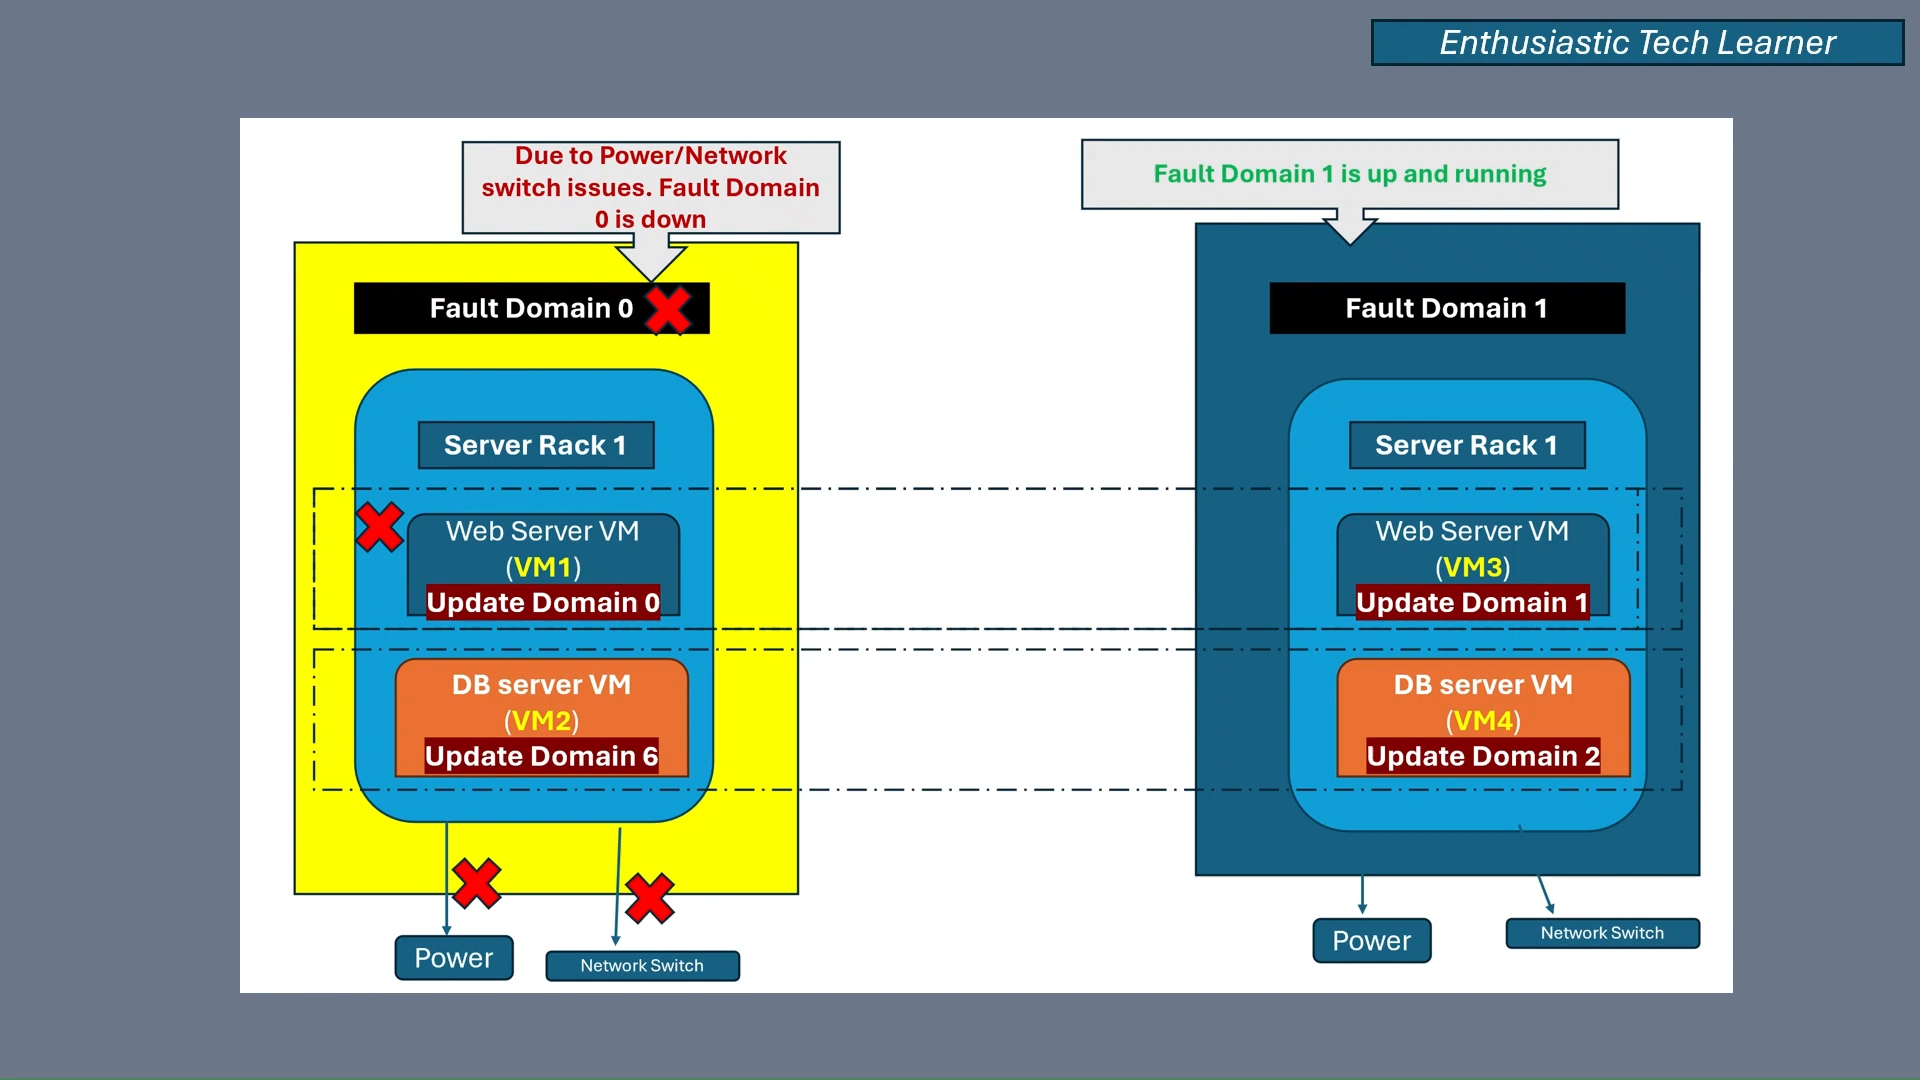 Enthusiastic Tech Learner
Due to Power/Network
switch issues. Fault Domain
0 is down
Fault Domain 1 is up and running
Fault Domain 0
Fault Domain 1
Server Rack 1
Server Rack 1
Web Server VM
(VM1)
Update Domain 0
Web Server VM
(VM3)
Update Domain 1
DB server VM
(VM2)
Update Domain 6
DB server VM
(VM4)
Update Domain 2
Power
Network Switch
Power
Network Switch